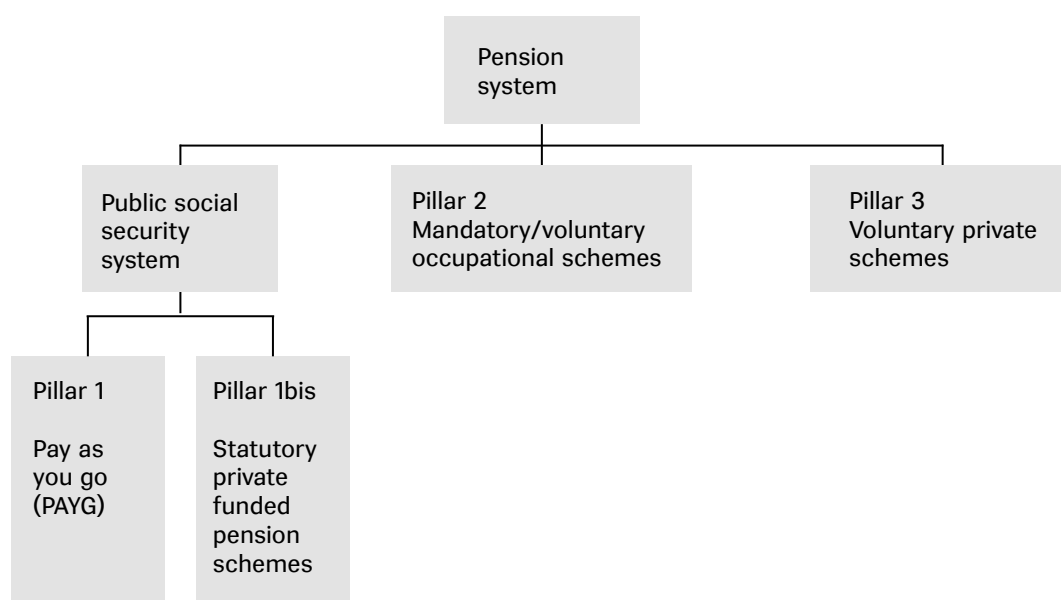 Pension
system
Public social
security
system
Pillar 2
Mandatory/voluntary
occupational schemes
Pillar 3
Voluntary private
schemes
Pillar 1
Pay as
you go
(PAYG)
Pillar 1bis
Statutory
private
funded
pension
schemes